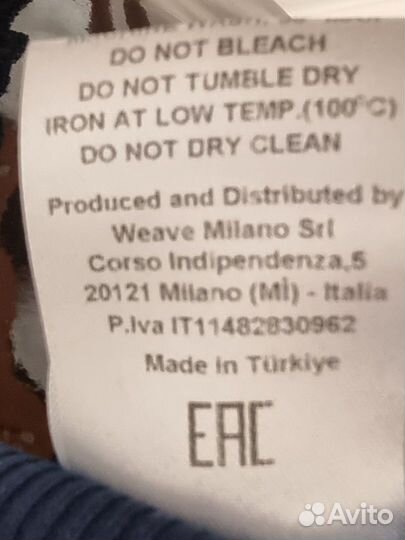 DO NOT BLEACH
DO NOT TUMBLE DRY
IRON AT LOW TEMP.(100°C)
DO NOT DRY CLEAN
Produced and Distributed by
Weave Milano Srl
Corso Indipendenza,5
20121 Milano (MÌ) - Italia
P.Iva IT11482830962
Made in Türkiye
EAC
Avito